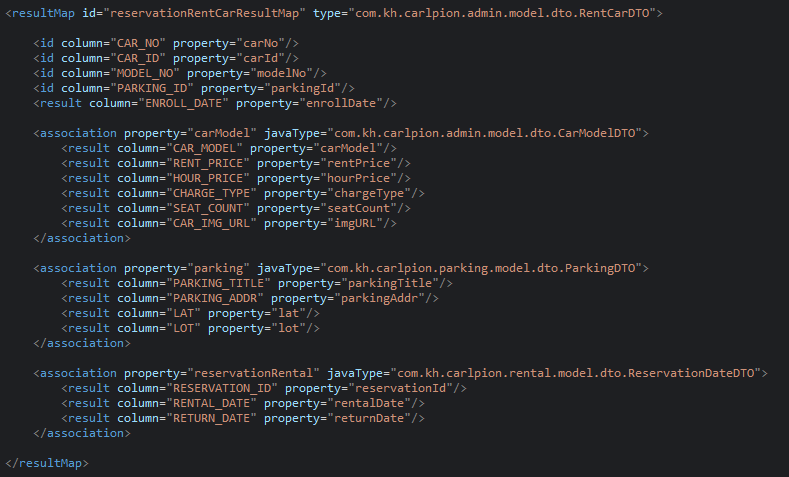 <resultMap id="reservationRentCarResultMap" type="com.kh.carlpion.admin.model.dto.RentCarDTO">
<id column="CAR_NO" property="carNo"/>
<id column="CAR_ID" property="carId"/>
<id column="MODEL_NO" property="modelNo"/>
<id column="PARKING_ID" property="parkingId"/>
<result column="ENROLL_DATE" property="enrollDate"/>
<association property="carModel" javaType="com.kh.carlpion.admin.model.dto.CarModelDTO">
<result column="CAR_MODEL" property="carModel"/>
<result column="RENT_PRICE" property="rentPrice"/>
<result column="HOUR_PRICE" property="hourPrice"/>
<result column="CHARGE_TYPE" property="chargeType"/>
<result column="SEAT_COUNT" property="seatCount"/>
<result column="CAR_IMG_URL" property="imgURL"/>
</association>
<association property="parking" javaType="com.kh.carlpion.parking.model.dto.ParkingDTO">
<result column="PARKING_TITLE" property="parkingTitle"/>
<result column="PARKING_ADDR" property="parkingAddr"/>
<result column="LAT" property="lat"/>
<result column="LOT" property="lot"/>
</association>
<association property="reservationRental" javaType="com.kh.carlpion.rental.model.dto.ReservationDateDTO">
<result column="RESERVATION_ID" property="reservationId"/>
<result column="RENTAL_DATE" property="rentalDate"/>
<result column="RETURN_DATE" property="returnDate"/>
</association>
</resultMap>